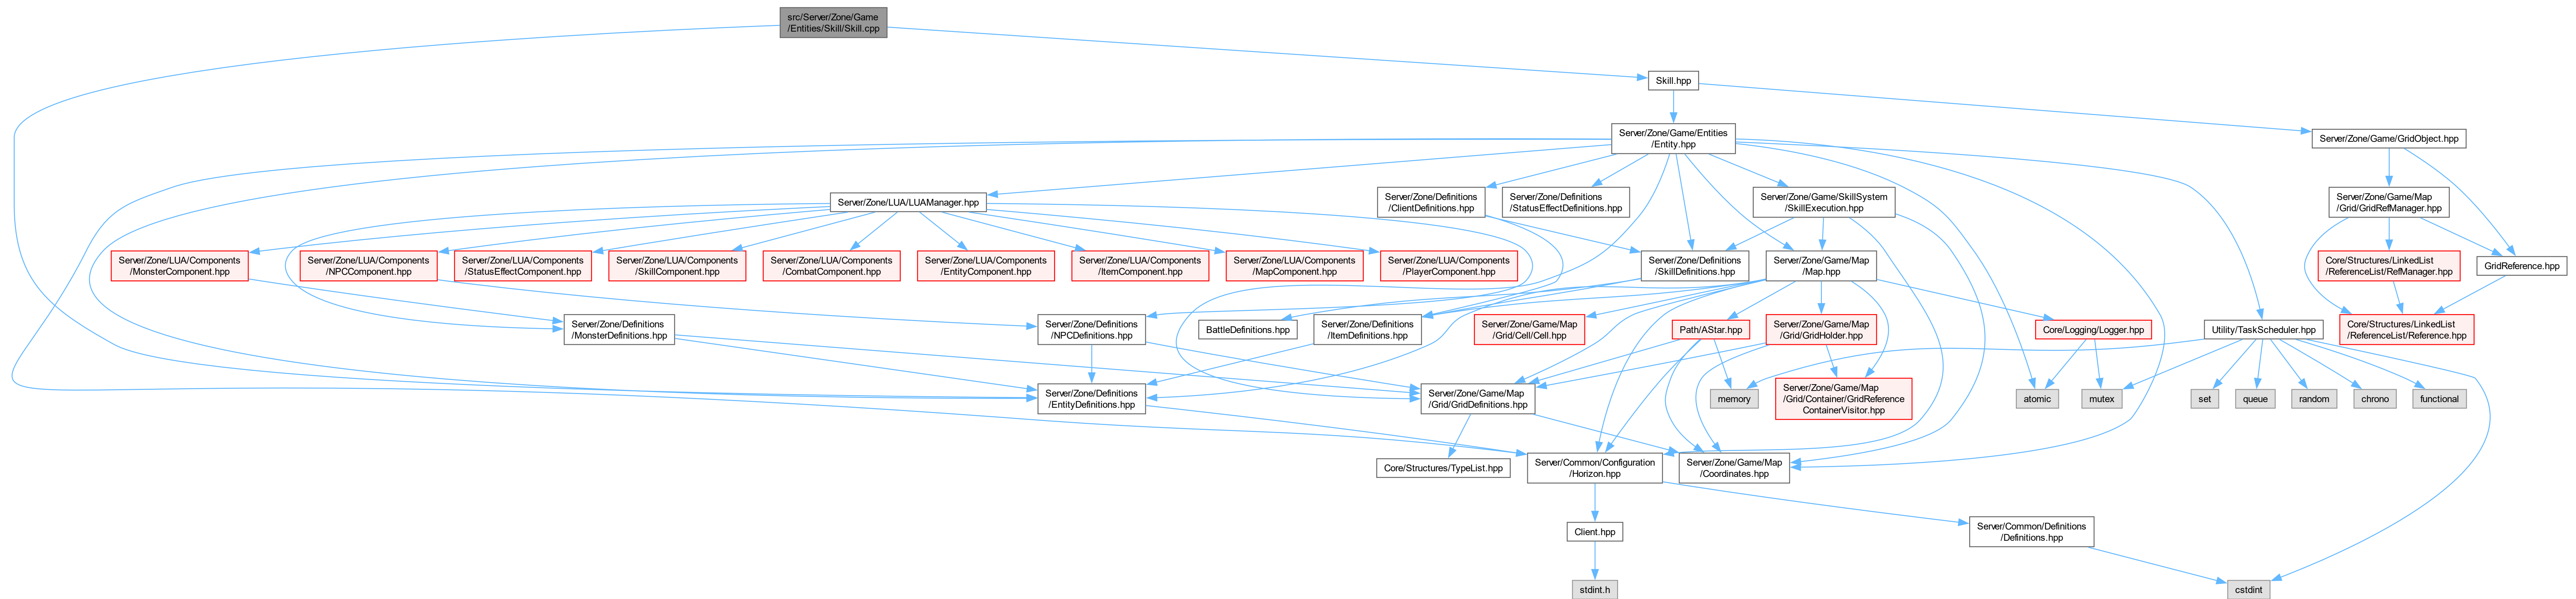 src/Server/Zone/Game
/Entities/Skill/Skill.cpp
Skill.hpp
Server/Zone/Game/Entities
/Entity.hpp
Server/Zone/Game/GridObject.hpp
Server/Zone/LUA/LUAManager.hpp
Server/Zone/Definitions
/ClientDefinitions.hpp
Server/Zone/Definitions
/StatusEffectDefinitions.hpp
Server/Zone/Game/SkillSystem
/SkillExecution.hpp
Server/Zone/Game/Map
/Grid/GridRefManager.hpp
Server/Zone/LUA/Components
/MonsterComponent.hpp
Server/Zone/LUA/Components
/NPCComponent.hpp
Server/Zone/LUA/Components
/StatusEffectComponent.hpp
Server/Zone/LUA/Components
/SkillComponent.hpp
Server/Zone/LUA/Components
/CombatComponent.hpp
Server/Zone/LUA/Components
/EntityComponent.hpp
Server/Zone/LUA/Components
/ItemComponent.hpp
Server/Zone/LUA/Components
/MapComponent.hpp
Server/Zone/LUA/Components
/PlayerComponent.hpp
Server/Zone/Definitions
/SkillDefinitions.hpp
Server/Zone/Game/Map
/Map.hpp
Core/Structures/LinkedList
/ReferenceList/RefManager.hpp
GridReference.hpp
Server/Zone/Definitions
/MonsterDefinitions.hpp
Server/Zone/Definitions
/NPCDefinitions.hpp
BattleDefinitions.hpp
Server/Zone/Definitions
/ItemDefinitions.hpp
Server/Zone/Game/Map
/Grid/Cell/Cell.hpp
Path/AStar.hpp
Server/Zone/Game/Map
/Grid/GridHolder.hpp
Core/Logging/Logger.hpp
Utility/TaskScheduler.hpp
Core/Structures/LinkedList
/ReferenceList/Reference.hpp
Server/Zone/Definitions
/EntityDefinitions.hpp
Server/Zone/Game/Map
/Grid/GridDefinitions.hpp
memory
Server/Zone/Game/Map
/Grid/Container/GridReference
ContainerVisitor.hpp
atomic
mutex
set
queue
random
chrono
functional
Core/Structures/TypeList.hpp
Server/Common/Configuration
/Horizon.hpp
Server/Zone/Game/Map
/Coordinates.hpp
Client.hpp
Server/Common/Definitions
/Definitions.hpp
stdint.h
cstdint